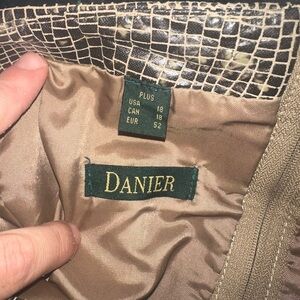 PLUS
USA 18
CAN 18
EUR 52
DANIER